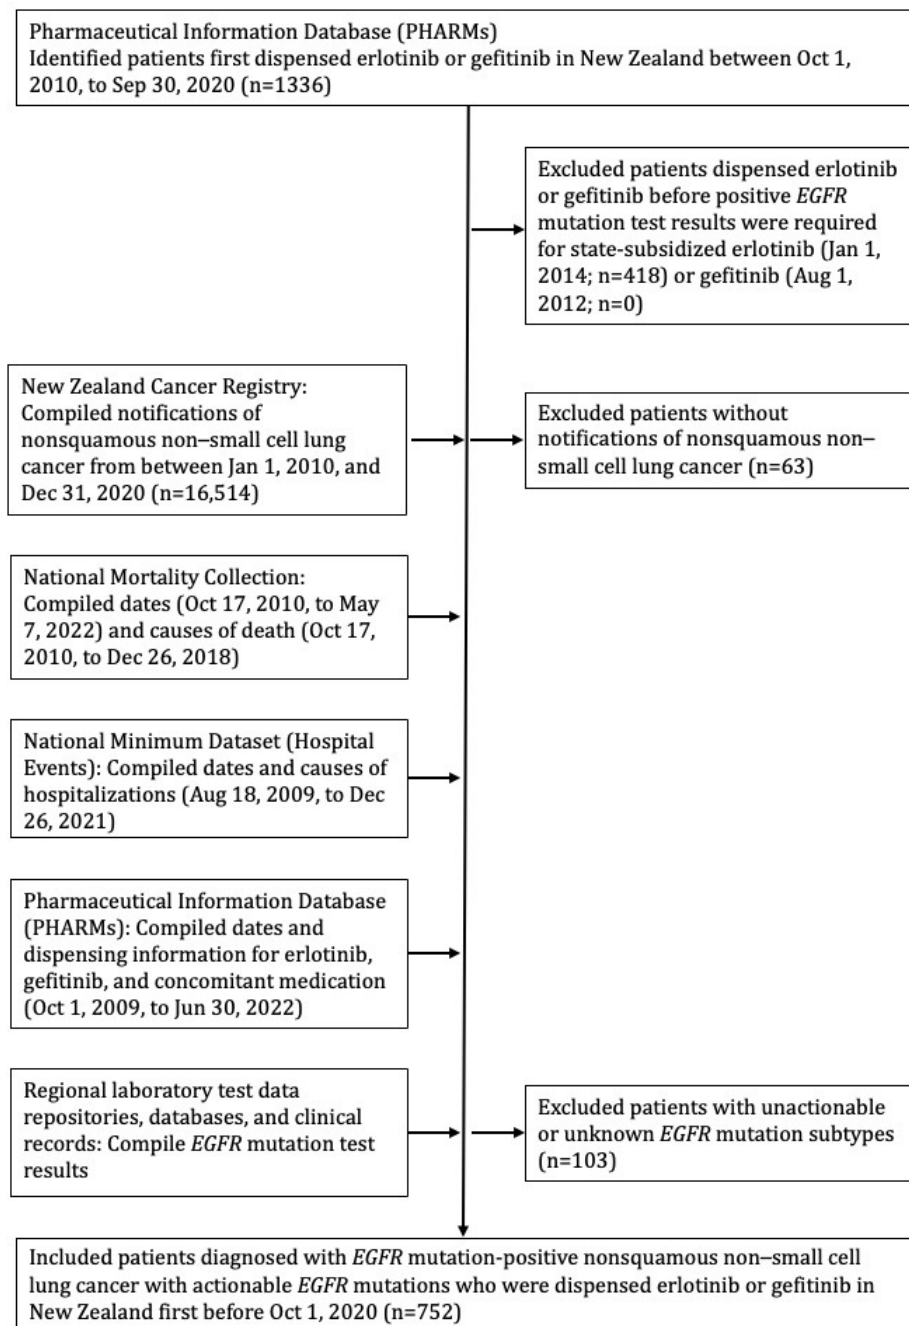 Pharmaceutical Information Database (PHARMs)
Identified patients first dispensed erlotinib or gefitinib in New Zealand between Oct 1,
2010, to Sep 30, 2020 (n=1336)
Excluded patients dispensed erlotinib
or gefitinib before positive EGFR
mutation test results were required
for state-subsidized erlotinib (Jan 1,
2014; n=418) or gefitinib (Aug 1,
2012; n=0)
New Zealand Cancer Registry:
Compiled notifications of
nonsquamous non–small cell lung
cancer from between Jan 1, 2010, and
Dec 31, 2020 (n=16,514)
Excluded patients without
notifications of nonsquamous non–
small cell lung cancer (n=63)
National Mortality Collection:
Compiled dates (Oct 17, 2010, to May
7, 2022) and causes of death (Oct 17,
2010, to Dec 26, 2018)
National Minimum Dataset (Hospital
Events): Compiled dates and causes of
hospitalizations (Aug 18, 2009, to Dec
26, 2021)
Pharmaceutical Information Database
(PHARMs): Compiled dates and
dispensing information for erlotinib,
gefitinib, and concomitant medication
(Oct 1, 2009, to Jun 30, 2022)
Regional laboratory test data
repositories, databases, and clinical
records: Compile EGFR mutation test
results
Excluded patients with unactionable
or unknown EGFR mutation subtypes
(n=103)
Included patients diagnosed with EGFR mutation-positive nonsquamous non–small cell
lung cancer with actionable EGFR mutations who were dispensed erlotinib or gefitinib in
New Zealand first before Oct 1, 2020 (n=752)